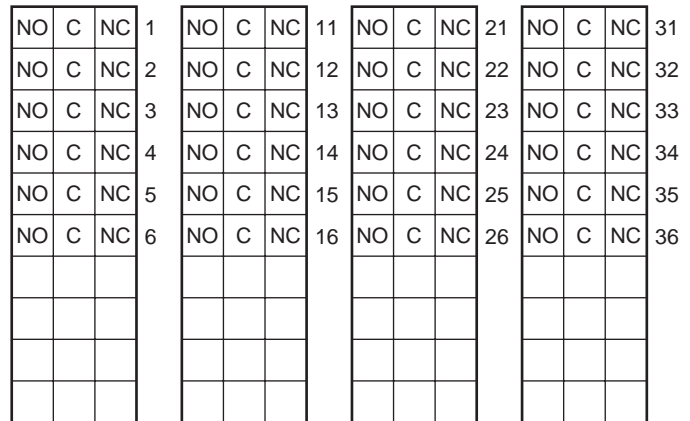 NO C NC 1 NO C NC 11 NO C NC 21 NO C NC 31
NO C NC 2 NO C NC 12 NO C NC 22 NO C NC 32
NO C NC 3 NO C NC 13 NO C NC 23 NO C NC 33
NO C NC 4 NO C NC 14 NO C NC 24 NO C NC 34
NO C NC 5 NO C NC 15 NO C NC 25 NO C NC 35
NO C NC 6 NO C NC 16 NO C NC 26 NO C NC 36